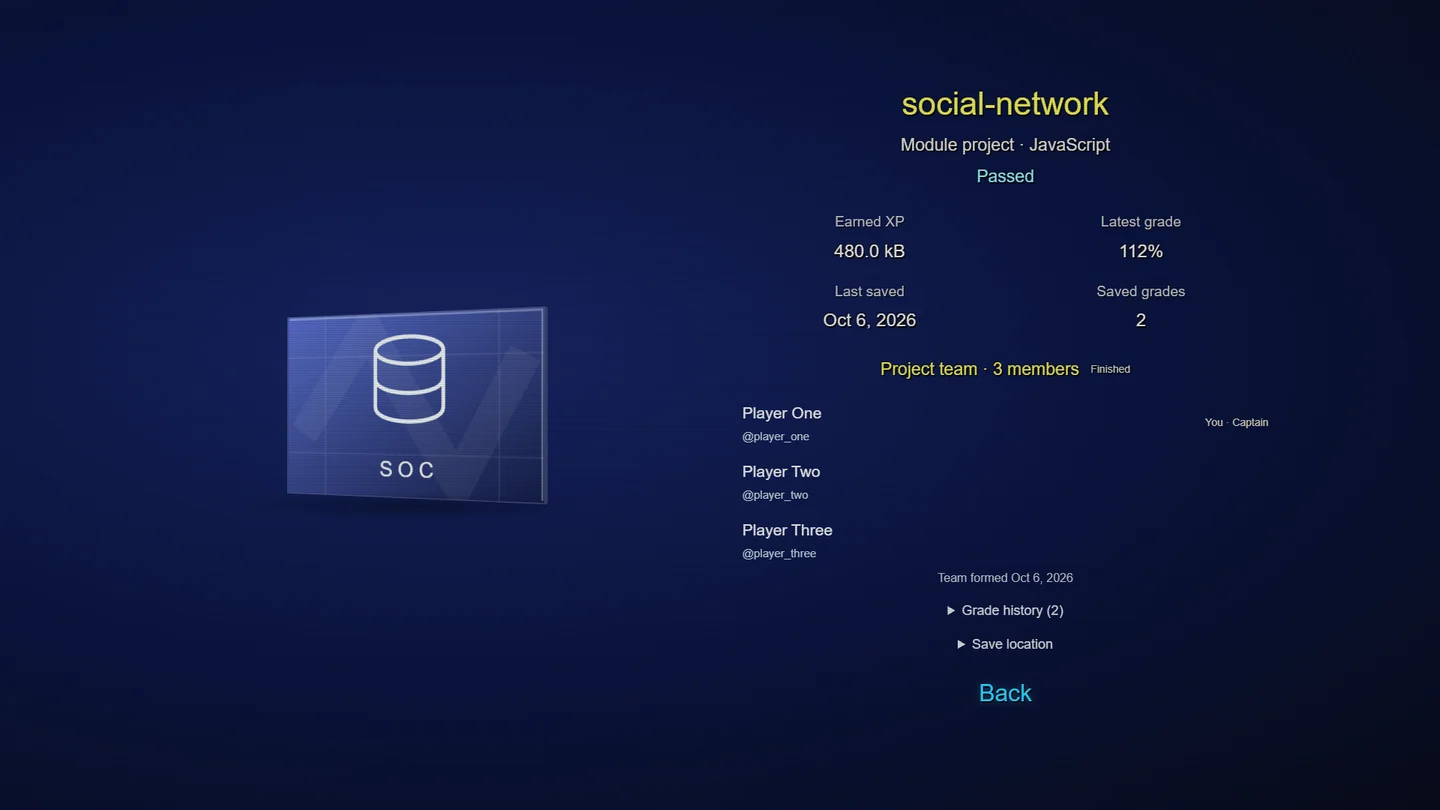 social-network
Module project · JavaScript
Passed
Earned XP
480.0 kB
Latest grade
112%
Last saved
Oct 6, 2026
Saved grades
2
Project team · 3 members Finished
Player One
@player_one
You · Captain
Player Two
@player_two
Player Three
@player_three
Team formed Oct 6, 2026
▶ Grade history (2)
▶ Save location
Back
SOC